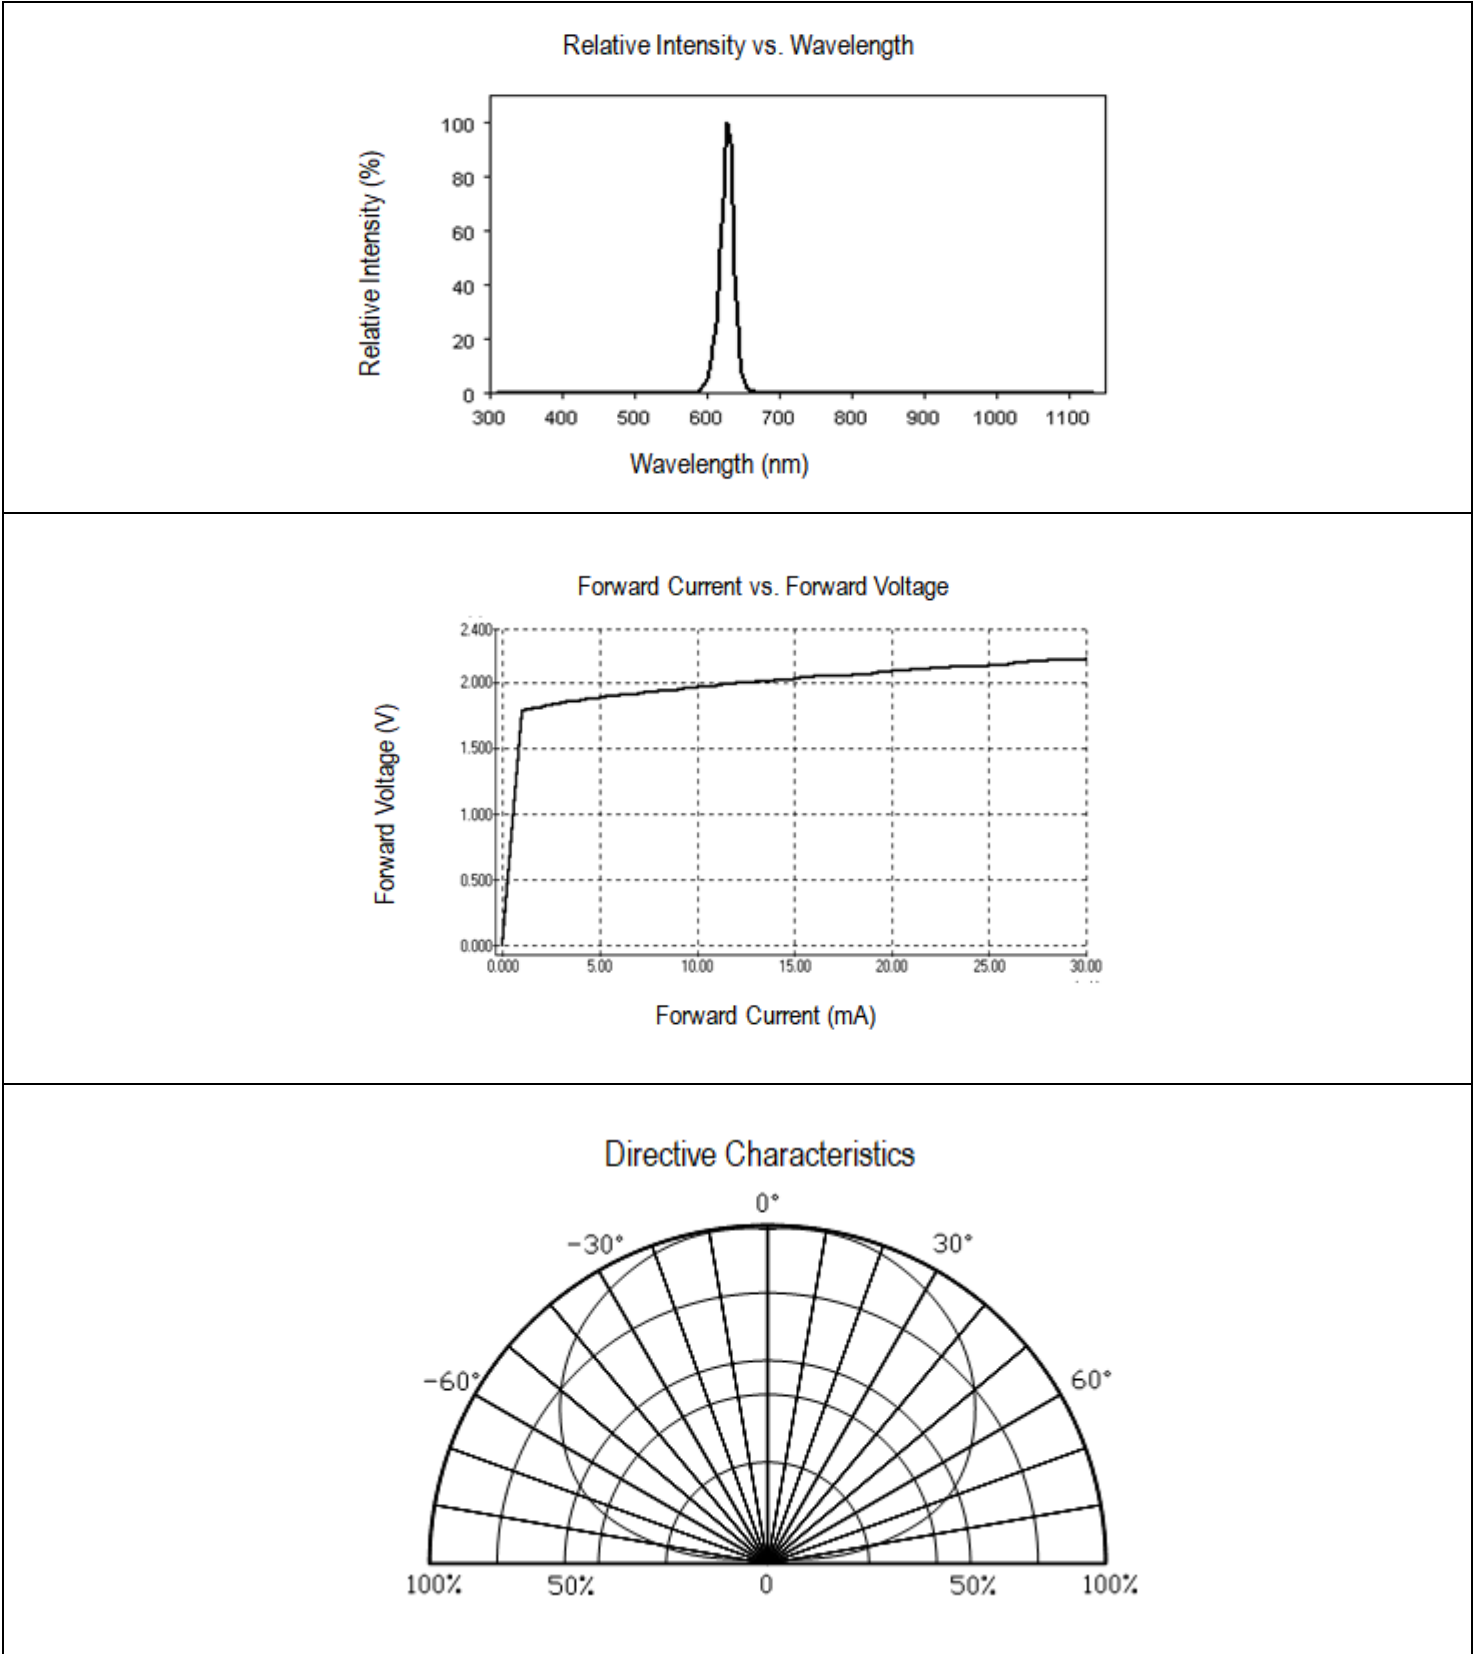 Relative Intensity vs. Wavelength
Relative Intensity (%)
100
80
60
40
20
0
300 400 500 600 700 800 900 1000 1100
Wavelength (nm)
Forward Current vs. Forward Voltage
Forward Voltage (V)
2.400
2.000
1.500
1.000
0.500
0.000
0.000 5.00 10.00 15.00 20.00 25.00 30.00
Forward Current (mA)
Directive Characteristics
0°
-30° 30°
-60° 60°
100% 50% 0 50% 100%